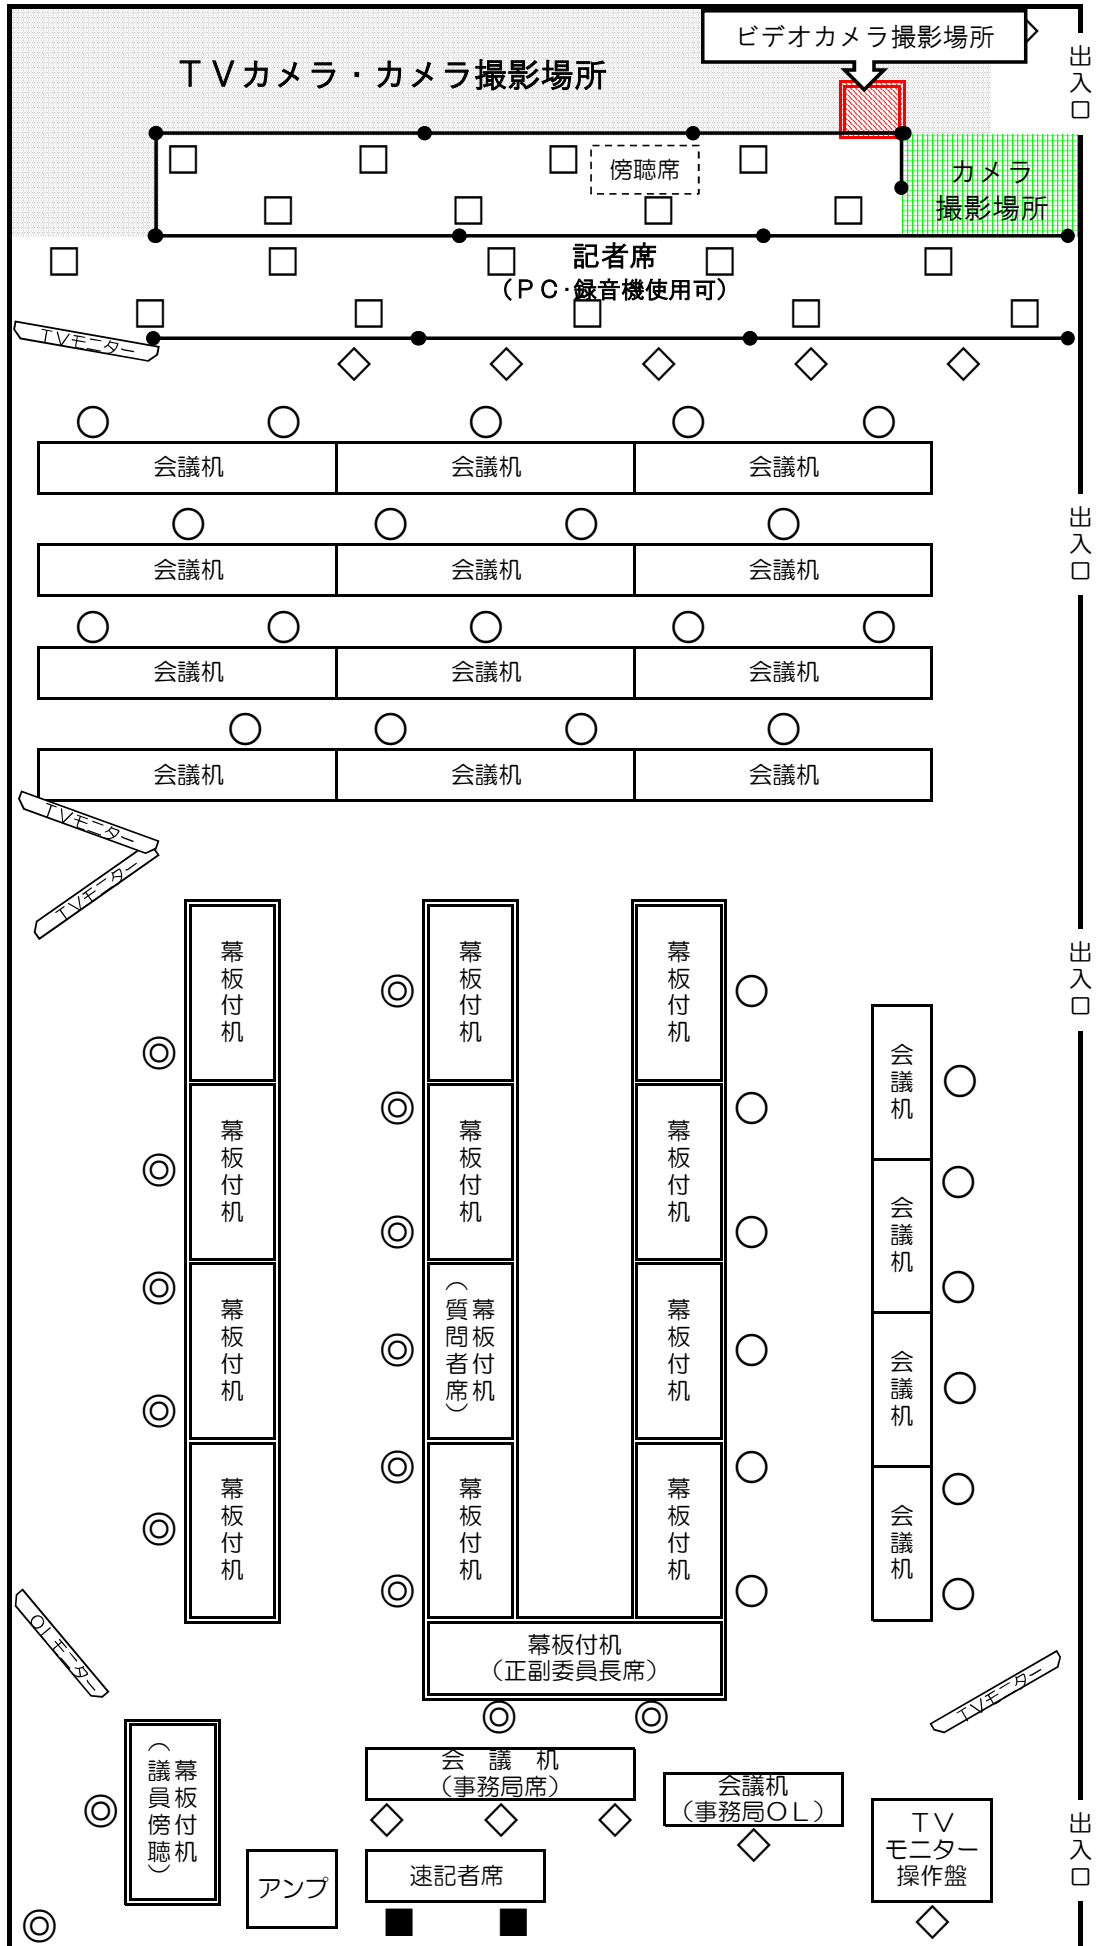 ビデオカメラ撮影場所
TVカメラ・カメラ撮影場所
出入口
傍聴席
カメラ
撮影場所
記者席
(PC・録音機使用可)
TVモニター
会議机
会議机
会議机
出入口
会議机
会議机
会議机
会議机
会議机
会議机
会議机
会議机
会議机
TVモニター
TVモニター
幕板付机
幕板付机
幕板付机
出入口
会議机
幕板付机
幕板付机
幕板付机
会議机
幕板付机
幕板付机
(質問者席)
幕板付机
会議机
幕板付机
幕板付机
幕板付机
会議机
OLモニター
幕板付机
(正副委員長席)
TVモニター
幕板付机
(議員傍聴)
会 議 机
(事務局席)
会議机
(事務局OL)
TV
モニター
操作盤
出入口
アンプ
速記者席